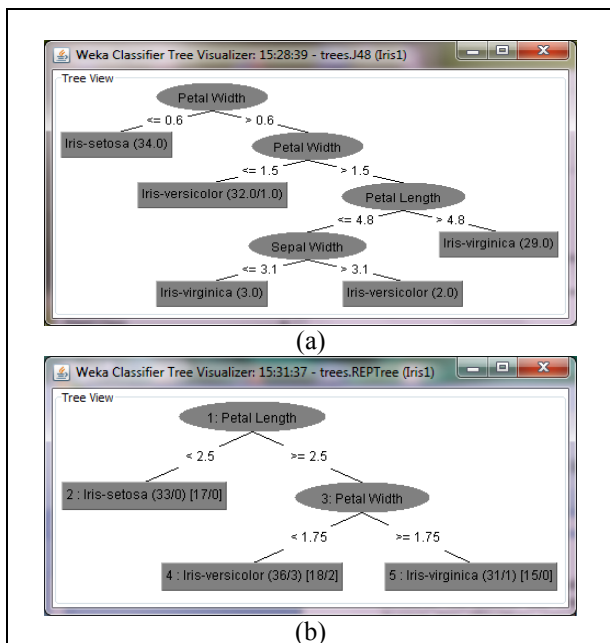 Weka Classifier Tree Visualizer: 15:28:39 - trees.J48 (Iris1)
Tree View
Petal Width
<= 0.6 > 0.6
Iris-setosa (34.0)
Petal Width
<= 1.5 > 1.5
Iris-versicolor (32.0/1.0)
Petal Length
<= 4.8 > 4.8
Sepal Width
Iris-virginica (29.0)
<= 3.1 > 3.1
Iris-virginica (3.0) Iris-versicolor (2.0)
(a)
Weka Classifier Tree Visualizer: 15:31:37 - trees.REPTree (Iris1)
Tree View
1: Petal Length
< 2.5 >= 2.5
2 : Iris-setosa (33/0) [17/0]
3: Petal Width
< 1.75 >= 1.75
4 : Iris-versicolor (36/3) [18/2] 5 : Iris-virginica (31/1) [15/0]
(b)